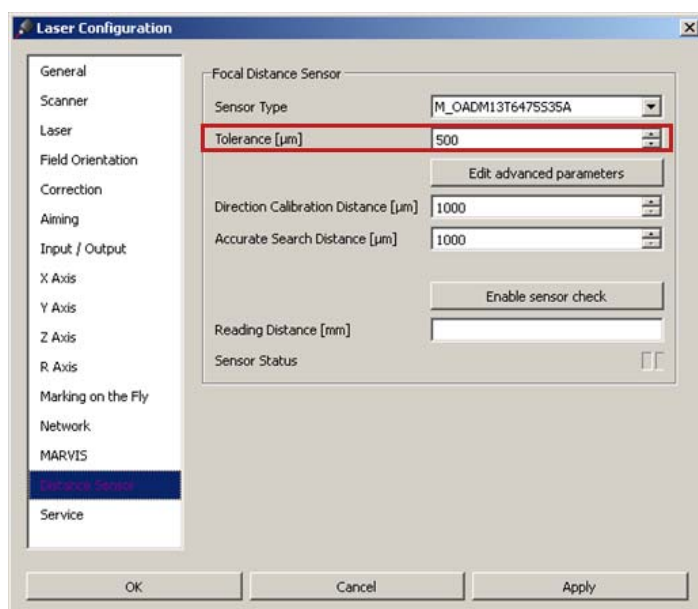 Laser Configuration
General
Scanner
Laser
Field Orientation
Correction
Aiming
Input / Output
X Axis
Y Axis
Z Axis
R Axis
Marking on the Fly
Network
MARVIS
Distance Sensor
Service
Focal Distance Sensor
Sensor Type M_OADM13T6475S35A
Tolerance [µm] 500
Edit advanced parameters
Direction Calibration Distance [µm] 1000
Accurate Search Distance [µm] 1000
Enable sensor check
Reading Distance [mm]
Sensor Status
OK Cancel Apply